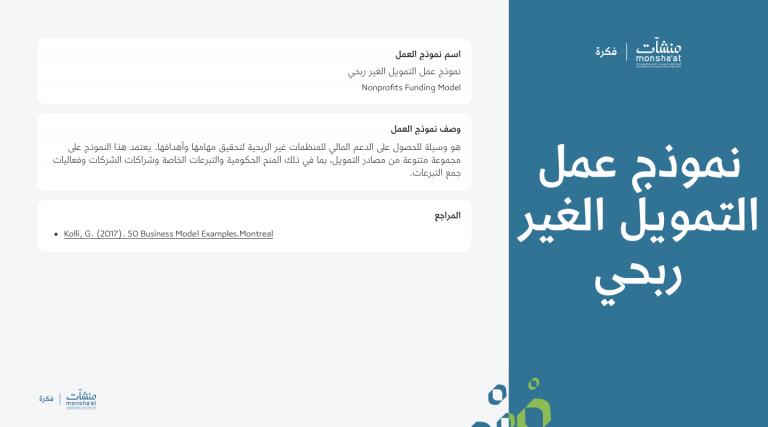 منشآت
monsha'at
فكرة
نموذج عمل
التمويل الغير
ربحي
اسم نموذج العمل
نموذج عمل التمويل الغير ربحي
Nonprofits Funding Model
وصف نموذج العمل
هو وسيلة للحصول على الدعم المالي للمنظمات غير الربحية لتحقيق مهامها وأهدافها. يعتمد هذا النموذج على
مجموعة متنوعة من مصادر التمويل، بما في ذلك المنح الحكومية والتبرعات الخاصة وشراكات الشركات وفعاليات
جمع التبرعات.
المراجع
• Kolli, G. (2017). 50 Business Model Examples.Montreal
منشآت
monsha'at
فكرة